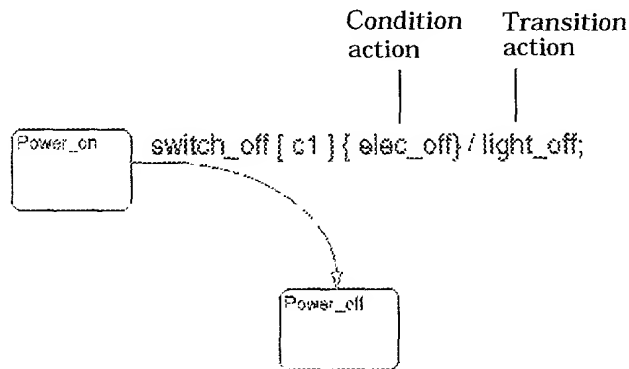 Condition action
Transition action
Power_on
switch_off [ c1 ] { elec_off} / light_off;
Power_off